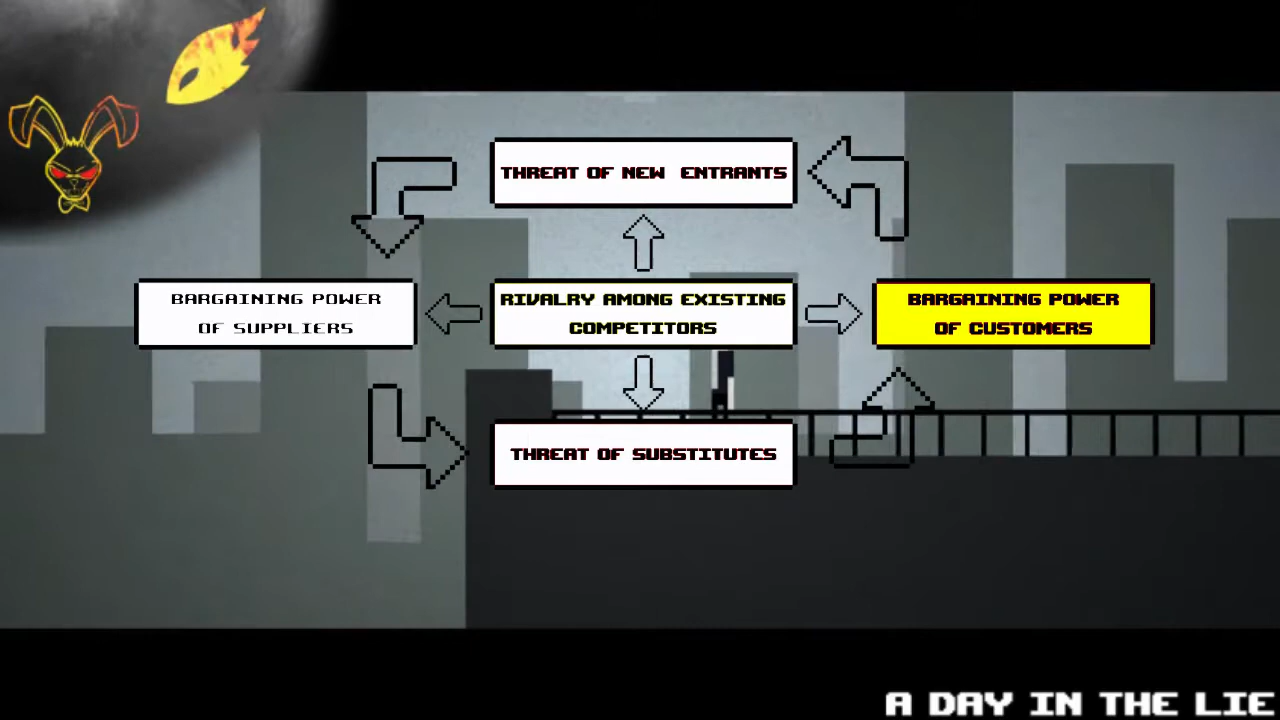 THREAT OF NEW ENTRANTS
BARGAINING POWER
OF SUPPLIERS
RIVALRY AMONG EXISTING
COMPETITORS
BARGAINING POWER
OF CUSTOMERS
THREAT OF SUBSTITUTES
A DAY IN THE LIE